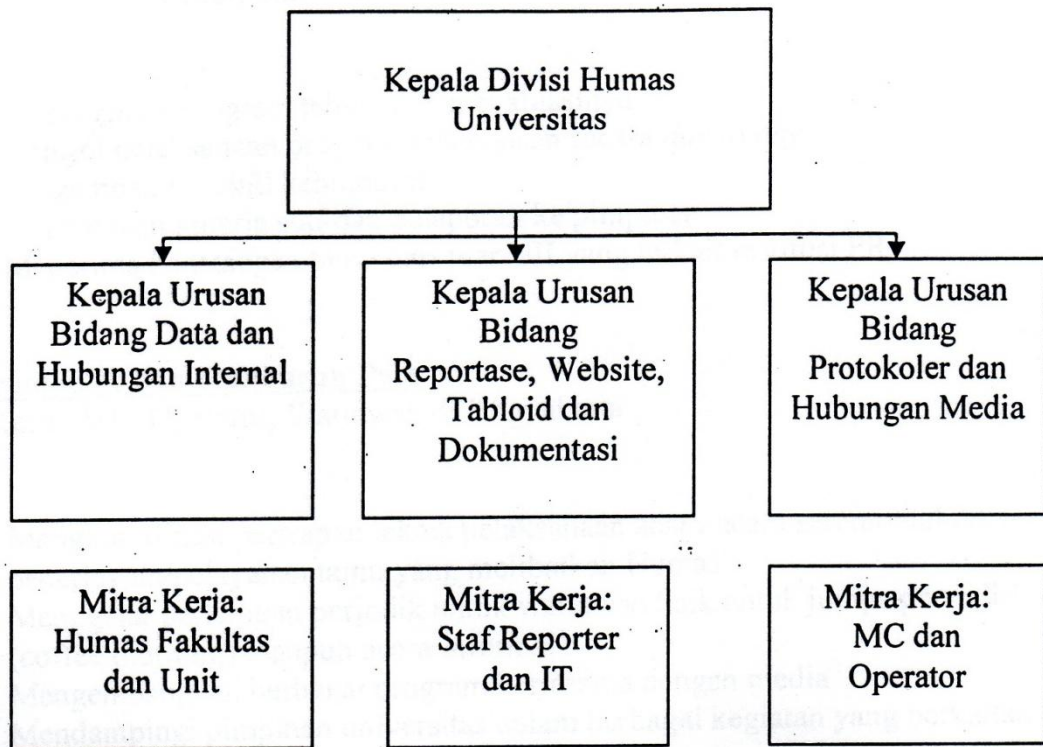 Kepala Divisi Humas
Universitas
Kepala Urusan
Bidang Data dan
Hubungan Internal
Kepala Urusan
Bidang
Reportase, Website,
Tabloid dan
Dokumentasi
Kepala Urusan
Bidang
Protokoler dan
Hubungan Media
Mitra Kerja:
Humas Fakultas
dan Unit
Mitra Kerja:
Staf Reporter
dan IT
Mitra Kerja:
MC dan
Operator